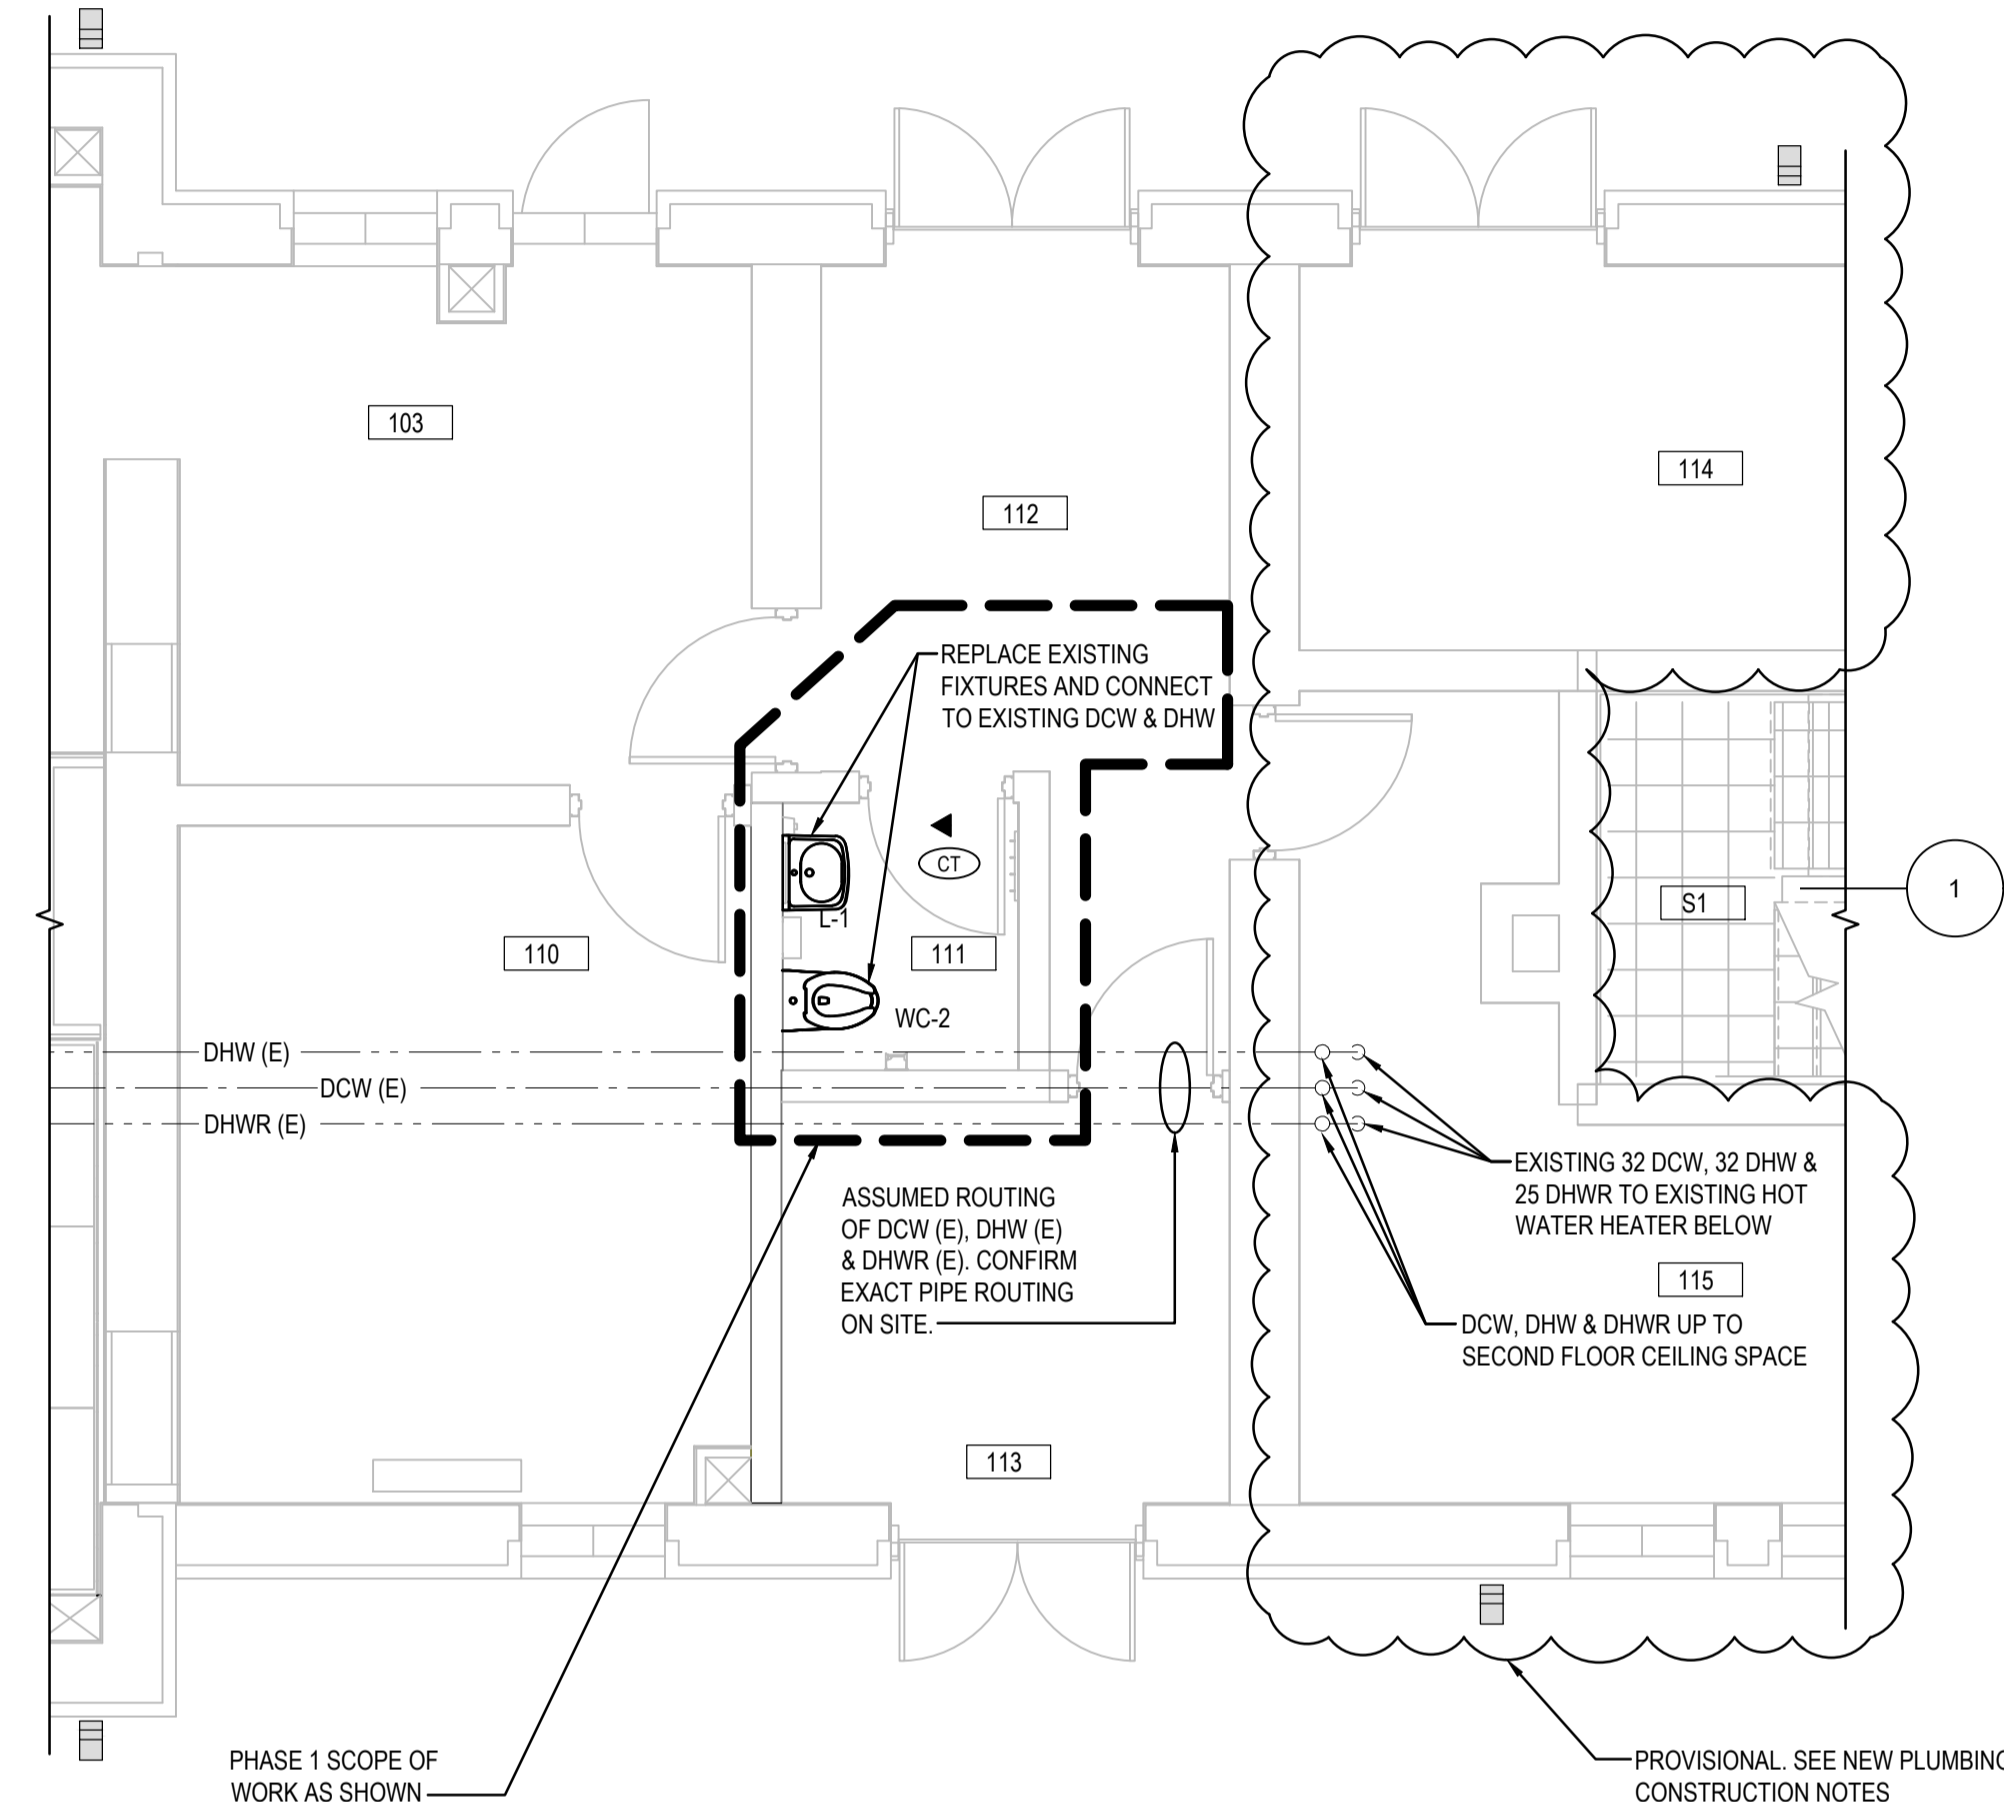 103
114
112
REPLACE EXISTING
FIXTURES AND CONNECT
TO EXISTING DCW & DHW
CT
L-1
S1
1
110
111
WC-2
DHW (E)
DCW (E)
DHWR (E)
EXISTING 32 DCW, 32 DHW &
25 DHWR TO EXISTING HOT
WATER HEATER BELOW
ASSUMED ROUTING
OF DCW (E), DHW (E)
& DHWR (E). CONFIRM
EXACT PIPE ROUTING
ON SITE.
115
DCW, DHW & DHWR UP TO
SECOND FLOOR CEILING SPACE
113
PHASE 1 SCOPE OF
WORK AS SHOWN
PROVISIONAL. SEE NEW PLUMBING
CONSTRUCTION NOTES